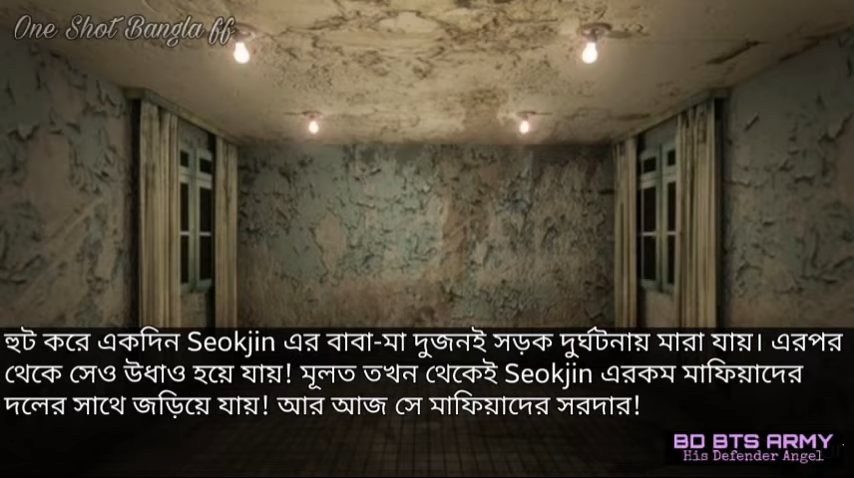 One Shot Bangla ff
হুট করে একদিন Seokjin এর বাবা-মা দুজনই সড়ক দুর্ঘটনায় মারা যায়। এরপর
থেকে সেও উধাও হয়ে যায়! মূলত তখন থেকেই Seokjin এরকম মাফিয়াদের
দলের সাথে জড়িয়ে যায়! আর আজ সে মাফিয়াদের সরদার!
BD BTS ARMY
His Defender Angel